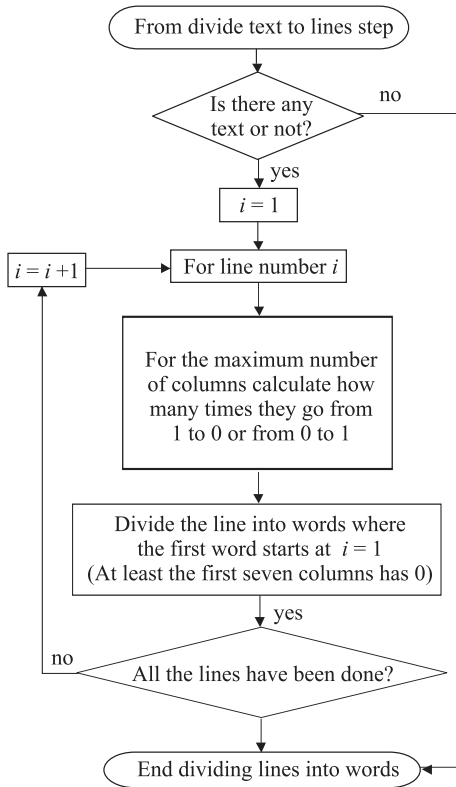 From divide text to lines step
Is there any
text or not?
no
yes
i = 1
i = i +1
For line number i
For the maximum number
of columns calculate how
many times they go from
1 to 0 or from 0 to 1
Divide the line into words where
the first word starts at i = 1
(At least the first seven columns has 0)
yes
no
All the lines have been done?
End dividing lines into words